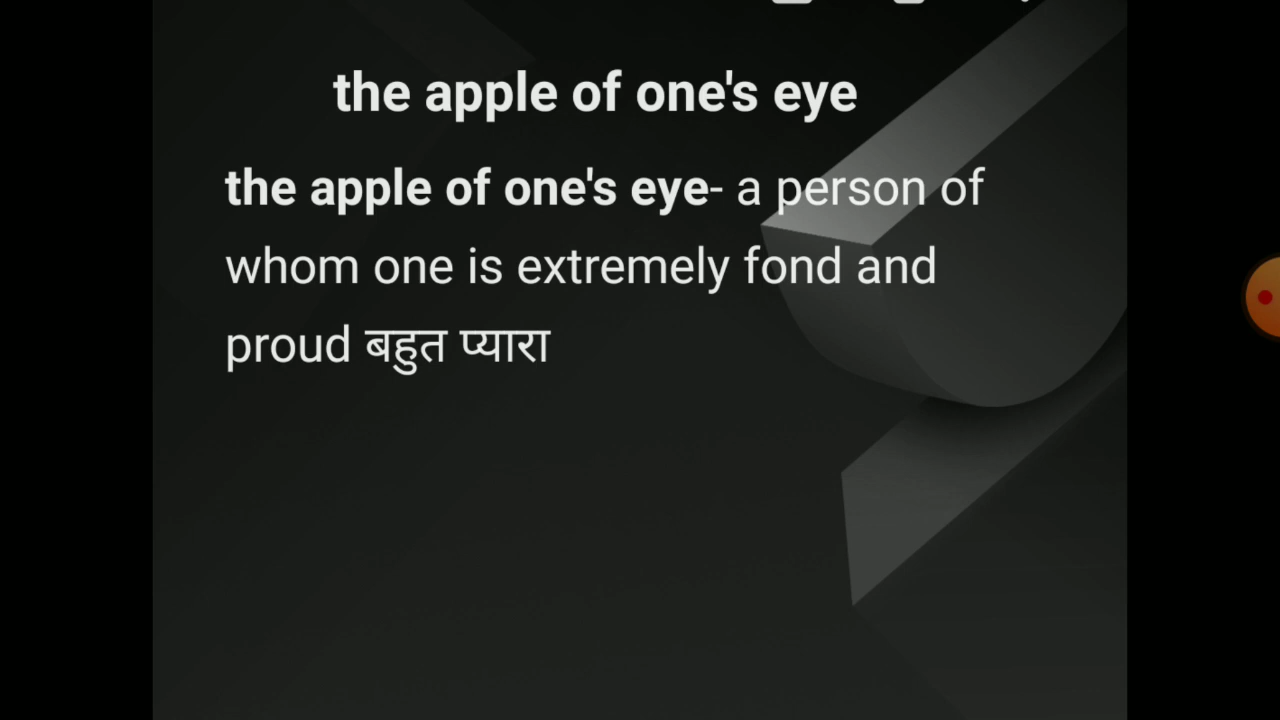 the apple of one's eye
the apple of one's eye- a person of
whom one is extremely fond and
proud बहुत प्यारा